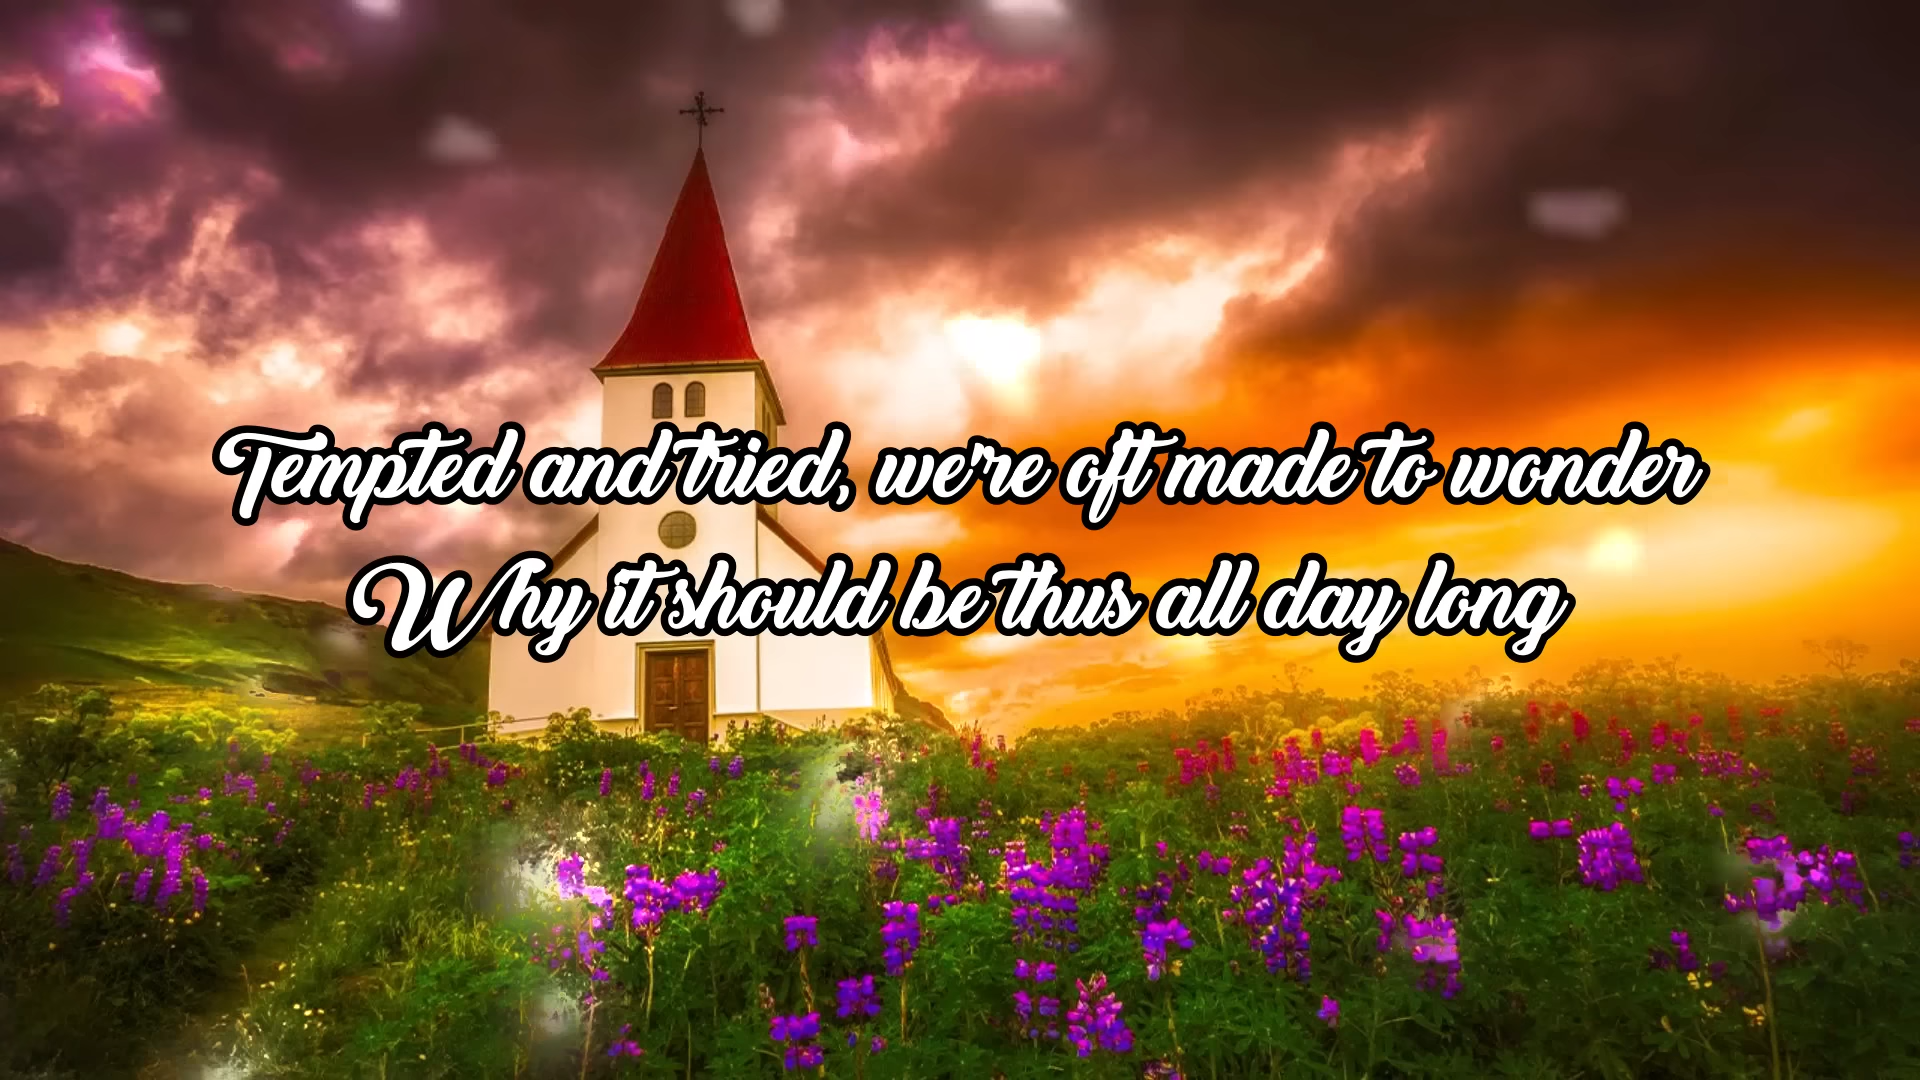 Tempted and tried, we're oft made to wonder
Why it should be thus all day long